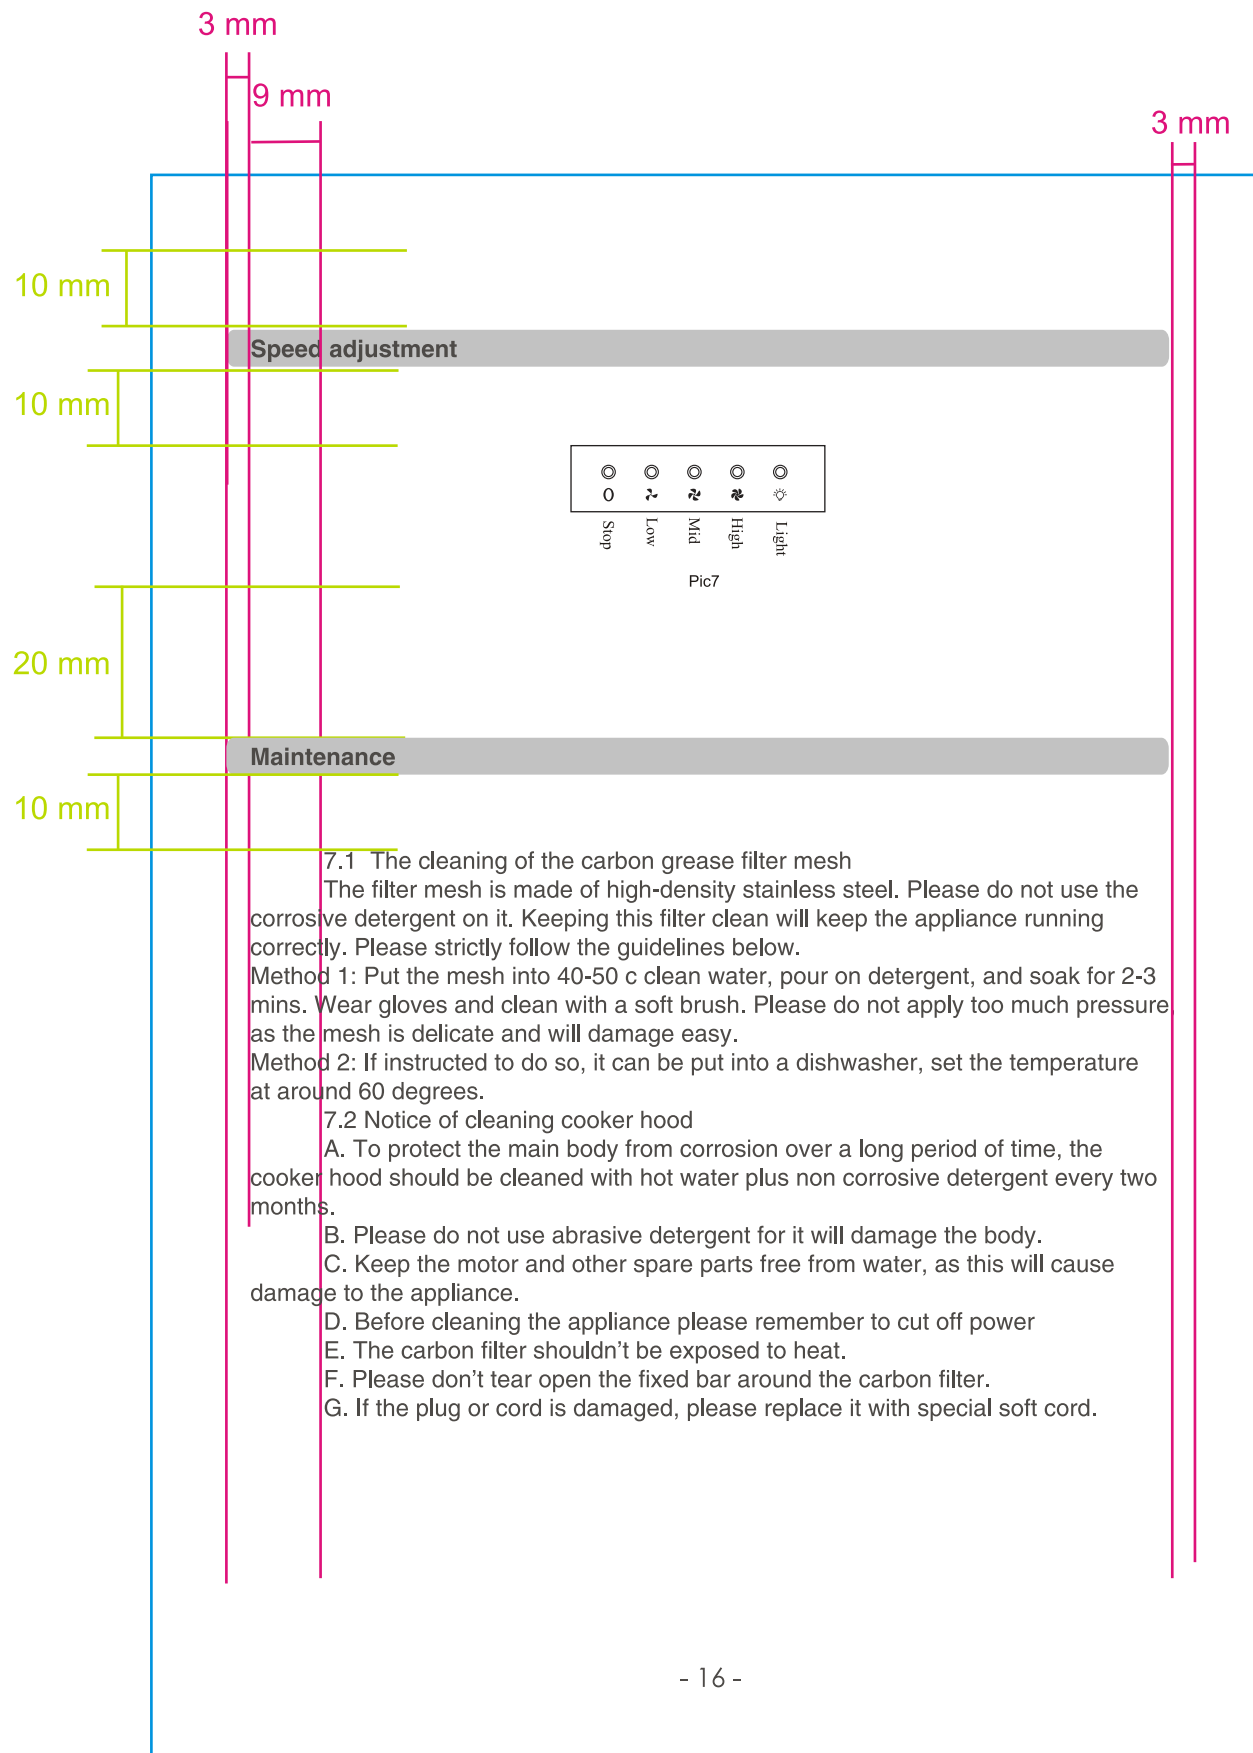 3 mm
9 mm
3 mm
10 mm
Speed adjustment
10 mm
0
Stop
Low
Mid
High
Light
Pic7
20 mm
Maintenance
10 mm
7.1 The cleaning of the carbon grease filter mesh
The filter mesh is made of high-density stainless steel. Please do not use the
corrosive detergent on it. Keeping this filter clean will keep the appliance running
correctly. Please strictly follow the guidelines below.
Method 1: Put the mesh into 40-50 c clean water, pour on detergent, and soak for 2-3
mins. Wear gloves and clean with a soft brush. Please do not apply too much pressure,
as the mesh is delicate and will damage easy.
Method 2: If instructed to do so, it can be put into a dishwasher, set the temperature
at around 60 degrees.
7.2 Notice of cleaning cooker hood
A. To protect the main body from corrosion over a long period of time, the
cooker hood should be cleaned with hot water plus non corrosive detergent every two
months.
B. Please do not use abrasive detergent for it will damage the body.
C. Keep the motor and other spare parts free from water, as this will cause
damage to the appliance.
D. Before cleaning the appliance please remember to cut off power
E. The carbon filter shouldn't be exposed to heat.
F. Please don't tear open the fixed bar around the carbon filter.
G. If the plug or cord is damaged, please replace it with special soft cord.
- 16 -